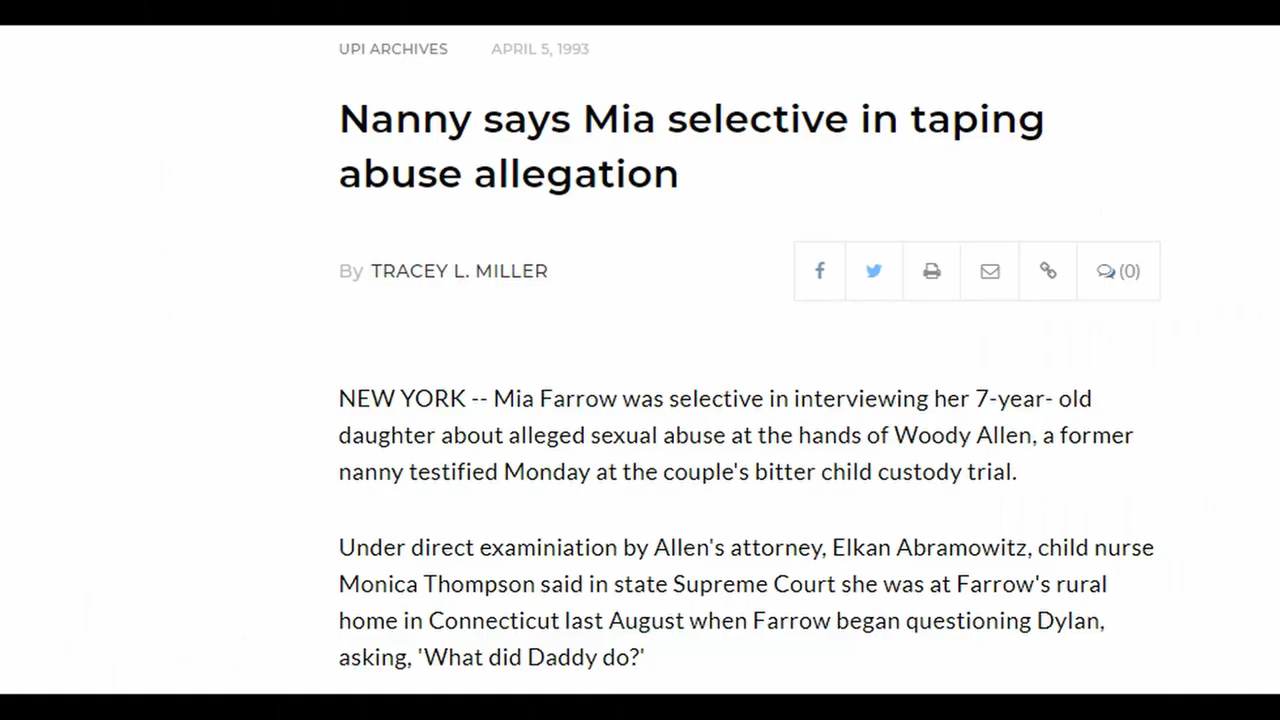 UPI ARCHIVES APRIL 5, 1993
Nanny says Mia selective in taping
abuse allegation
By TRACEY L. MILLER
(0)
NEW YORK -- Mia Farrow was selective in interviewing her 7-year- old
daughter about alleged sexual abuse at the hands of Woody Allen, a former
nanny testified Monday at the couple's bitter child custody trial.
Under direct examiniation by Allen's attorney, Elkan Abramowitz, child nurse
Monica Thompson said in state Supreme Court she was at Farrow's rural
home in Connecticut last August when Farrow began questioning Dylan,
asking, 'What did Daddy do?'